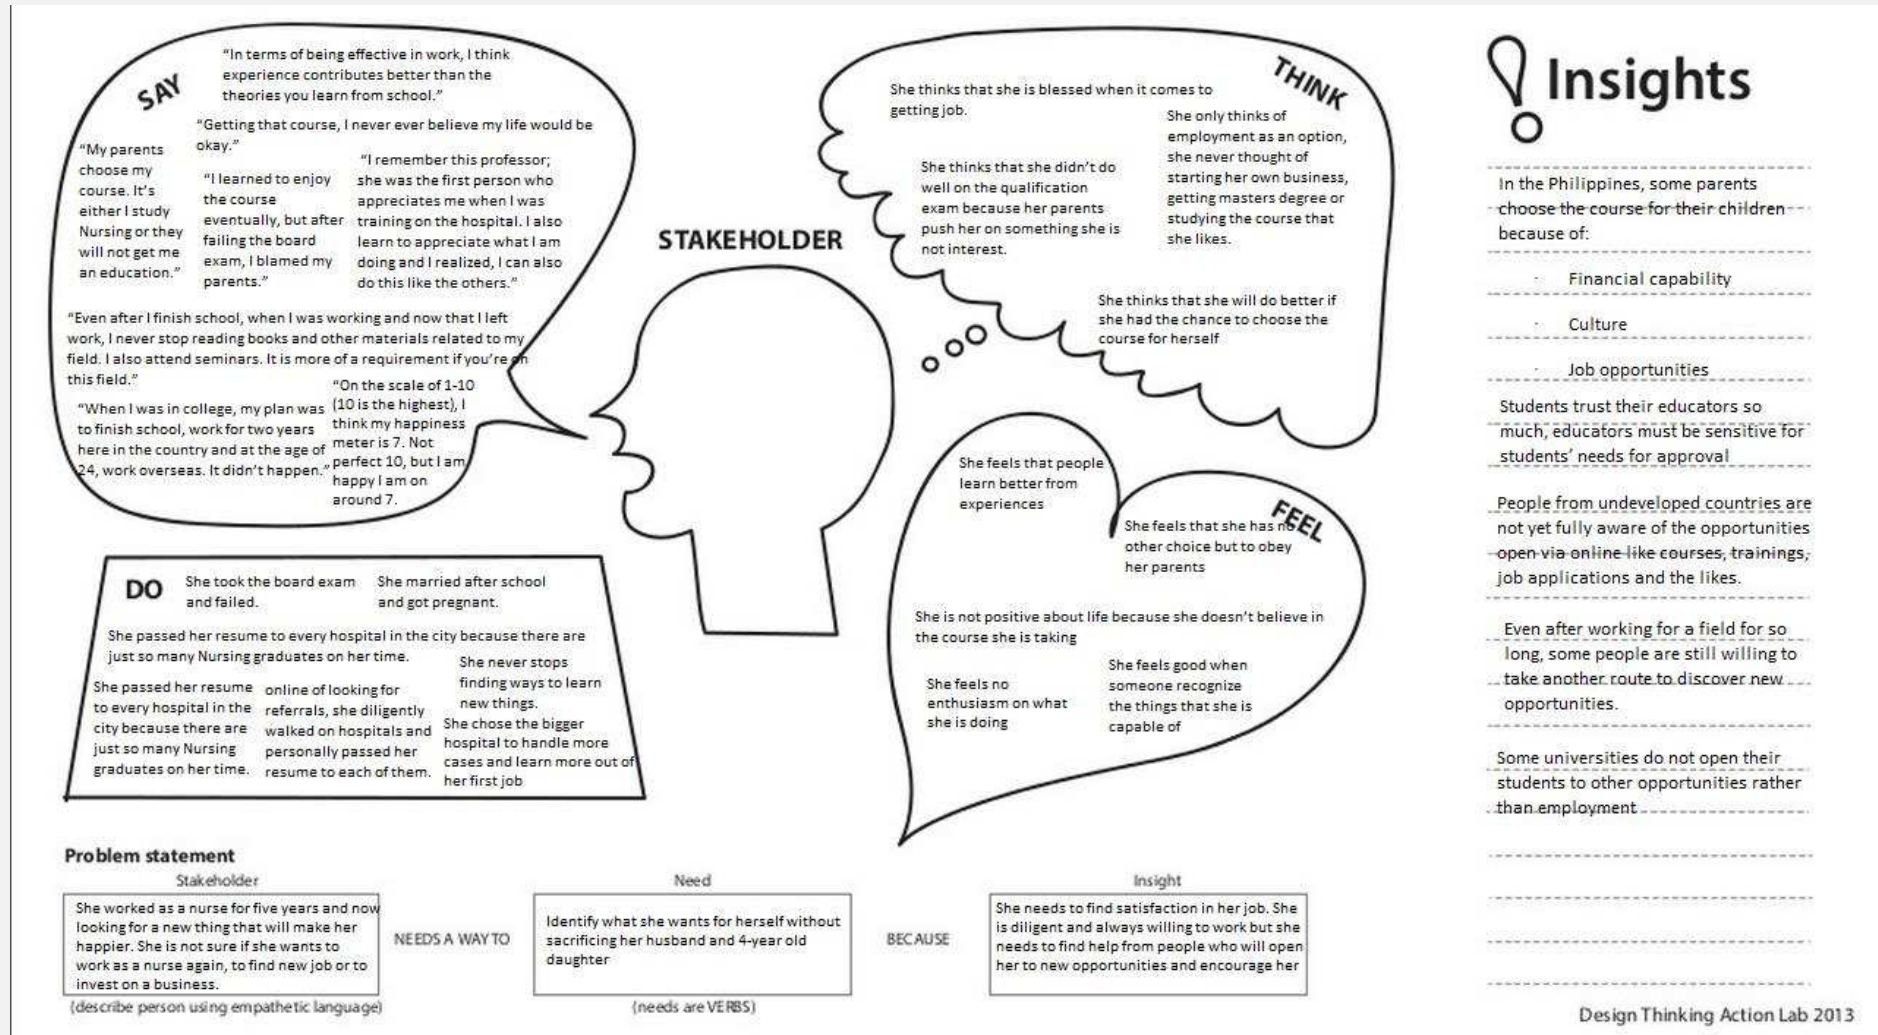 SAY
"In terms of being effective in work, I think
experience contributes better than the
theories you learn from school."
"Getting that course, I never ever believe my life would be
okay."
"My parents
choose my
course. It's
either I study
Nursing or they
will not get me
an education."
"I learned to enjoy
the course
eventually, but after
failing the board
exam, I blamed my
parents."
"I remember this professor;
she was the first person who
appreciates me when I was
training on the hospital. I also
learn to appreciate what I am
doing and I realized, I can also
do this like the others."
"Even after I finish school, when I was working and now that I left
work, I never stop reading books and other materials related to my
field. I also attend seminars. It is more of a requirement if you're on
this field."
"When I was in college, my plan was
to finish school, work for two years
here in the country and at the age of
24, work overseas. It didn't happen."
"On the scale of 1-10
(10 is the highest), I
think my happiness
meter is 7. Not
perfect 10, but I am
happy I am on
around 7.
STAKEHOLDER
THINK
She thinks that she is blessed when it comes to
getting job.
She thinks that she didn't do
well on the qualification
exam because her parents
push her on something she is
not interest.
She only thinks of
employment as an option,
she never thought of
starting her own business,
getting masters degree or
studying the course that
she likes.
She thinks that she will do better if
she had the chance to choose the
course for herself
DO
She took the board exam
and failed.
She married after school
and got pregnant.
She passed her resume to every hospital in the city because there are
just so many Nursing graduates on her time.
She passed her resume
to every hospital in the
city because there are
just so many Nursing
graduates on her time.
online of looking for
referrals, she diligently
walked on hospitals and
personally passed her
resume to each of them.
She never stops
finding ways to learn
new things.
She chose the bigger
hospital to handle more
cases and learn more out of
her first job
FEEL
She feels that people
learn better from
experiences
She feels that she has no
other choice but to obey
her parents
She is not positive about life because she doesn't believe in
the course she is taking
She feels no
enthusiasm on what
she is doing
She feels good when
someone recognize
the things that she is
capable of
Insights
In the Philippines, some parents
choose the course for their children
because of:
· Financial capability
· Culture
· Job opportunities
Students trust their educators so
much, educators must be sensitive for
students' needs for approval
People from undeveloped countries are
not yet fully aware of the opportunities
open via online like courses, trainings,
job applications and the likes.
Even after working for a field for so
long, some people are still willing to
take another route to discover new
opportunities.
Some universities do not open their
students to other opportunities rather
than employment
Problem statement
Stakeholder
She worked as a nurse for five years and now
looking for a new thing that will make her
happier. She is not sure if she wants to
work as a nurse again, to find new job or to
invest on a business.
(describe person using empathetic language)
NEEDS A WAY TO
Need
Identify what she wants for herself without
sacrificing her husband and 4-year old
daughter
(needs are VERBS)
BECAUSE
Insight
She needs to find satisfaction in her job. She
is diligent and always willing to work but she
needs to find help from people who will open
her to new opportunities and encourage her
Design Thinking Action Lab 2013